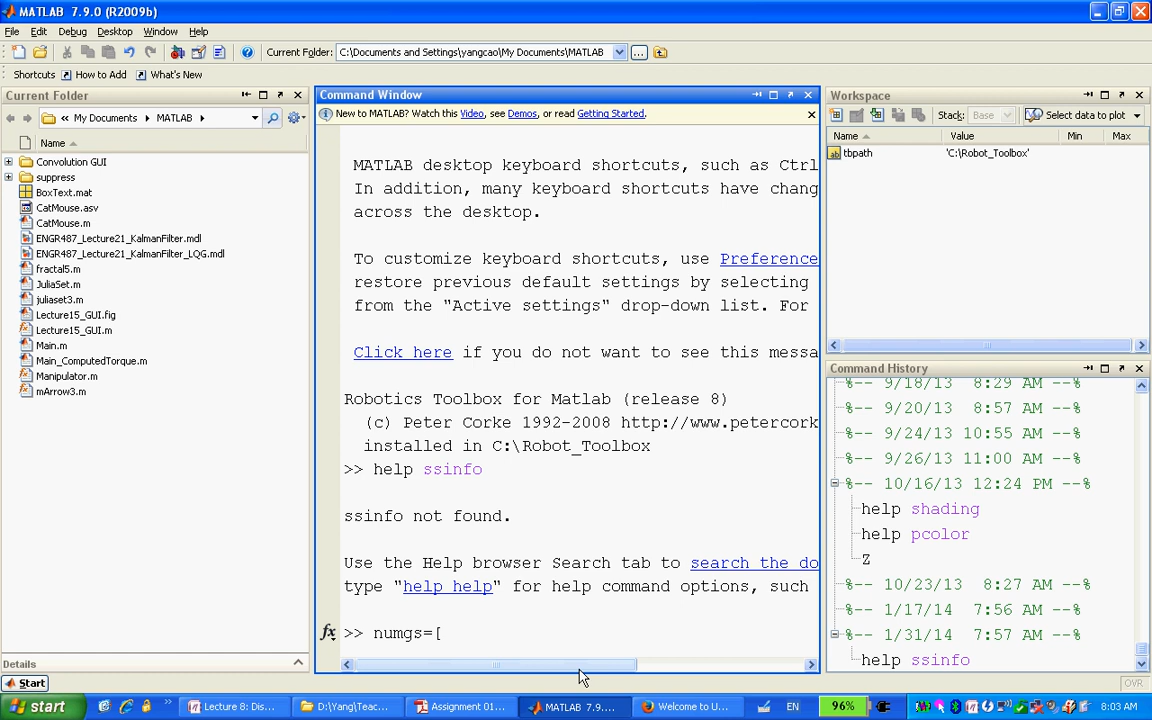 MATLAB 7.9.0 (R2009b)
File Edit Debug Desktop Window Help
Current Folder: C:\Documents and Settings\yangcao\My Documents\MATLAB
Shortcuts How to Add What's New
Current Folder
« My Documents MATLAB
Name
Convolution GUI
suppress
BoxText.mat
CatMouse.asv
CatMouse.m
ENGR487_Lecture21_KalmanFilter.mdl
ENGR487_Lecture21_KalmanFilter_LQG.mdl
fractal5.m
JuliaSet.m
juliaset3.m
Lecture15_GUI.fig
Lecture15_GUI.m
Main.m
Main_ComputedTorque.m
Manipulator.m
mArrow3.m
Details
Command Window
New to MATLAB? Watch this Video, see Demos, or read Getting Started.
MATLAB desktop keyboard shortcuts, such as Ctrl
In addition, many keyboard shortcuts have chang
across the desktop.
To customize keyboard shortcuts, use Preference
restore previous default settings by selecting
from the "Active settings" drop-down list. For
Click here if you do not want to see this messa
Robotics Toolbox for Matlab (release 8)
(c) Peter Corke 1992-2008 http://www.petercork
installed in C:\Robot_Toolbox
>> help ssinfo
ssinfo not found.
Use the Help browser Search tab to search the do
type "help help" for help command options, such
fx >> numgs=[
Workspace
Stack: Base Select data to plot
Name Value Min Max
tbpath 'C:\Robot_Toolbox'
Command History
%-- 9/18/13 8:29 AM --%
%-- 9/20/13 8:57 AM --%
%-- 9/24/13 10:55 AM --%
%-- 9/26/13 11:00 AM --%
%-- 10/16/13 12:24 PM --%
help shading
help pcolor
Z
%-- 10/23/13 8:27 AM --%
%-- 1/17/14 7:56 AM --%
%-- 1/31/14 7:57 AM --%
help ssinfo
Start
OVR
start » Lecture 8: Dis... D:\Yang\Teac... Assignment 01... MATLAB 7.9.... Welcome to U... EN 96% 8:03 AM